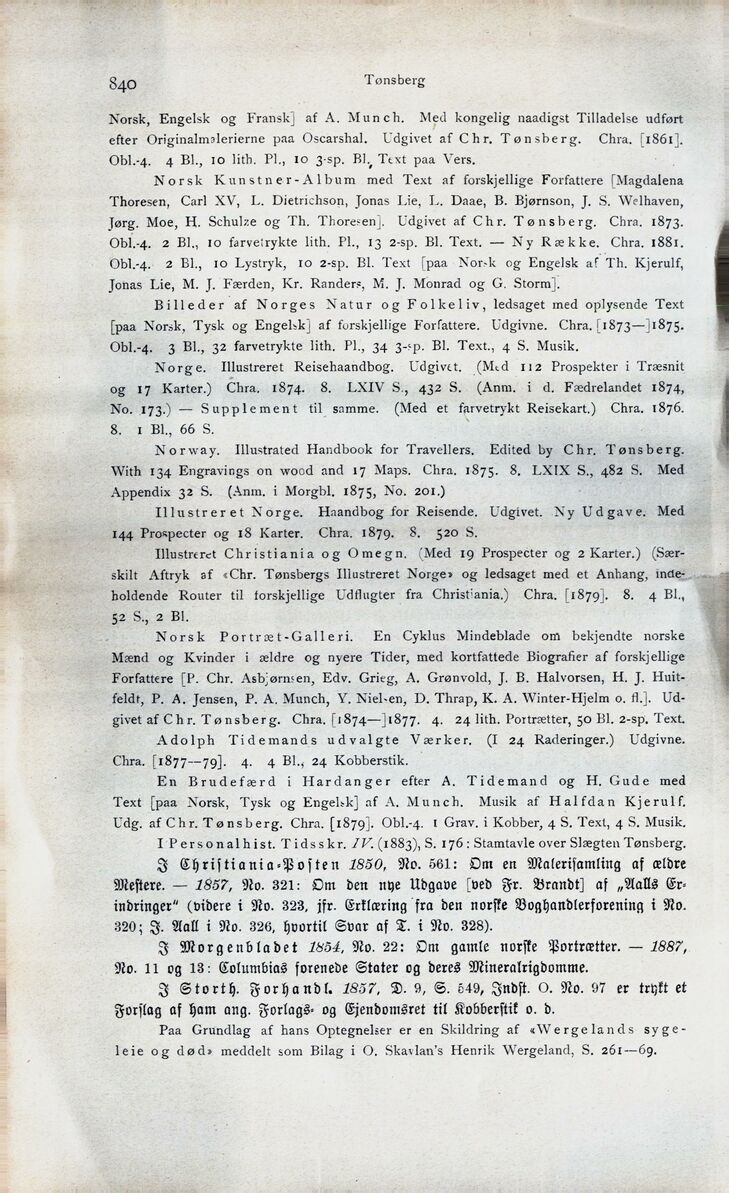 840
Tønsberg
Norsk, Engelsk og Fransk] af A. Munch. Med kongelig naadigst Tilladelse udført
efter Originalmalerierne paa Oscarshal. Udgivet af Chr. Tønsberg. Chra. [1861].
Obl.-4. 4 Bl., 10 lith. Pl., 10 3-sp. Bl. Text paa Vers.
Norsk Kunstner-Album med Text af forskjellige Forfattere [Magdalena
Thoresen, Carl XV, L. Dietrichson, Jonas Lie, L. Daae, B. Bjørnson, J. S. Welhaven,
Jørg. Moe, H. Schulze og Th. Thoresen]. Udgivet af Chr. Tønsberg. Chra. 1873.
Obl.-4. 2 Bl., 10 farvetrykte lith. Pl., 13 2-sp. Bl. Text. — Ny Række. Chra. 1881.
Obl.-4. 2 Bl., 10 Lystryk, 10 2-sp. Bl. Text [paa Norsk og Engelsk af Th. Kjerulf,
Jonas Lie, M. J. Færden, Kr. Randers, M. J. Monrad og G. Storm].
Billeder af Norges Natur og Folkeliv, ledsaget med oplysende Text
[paa Norsk, Tysk og Engelsk] af forskjellige Forfattere. Udgivne. Chra. [1873—]1875.
Obl.-4. 3 Bl., 32 farvetrykte lith. Pl., 34 3-sp. Bl. Text., 4 S. Musik.
Norge. Illustreret Reisehaandbog. Udgivet. (Med 112 Prospekter i Træsnit
og 17 Karter.) Chra. 1874. 8. LXIV S., 432 S. (Anm. i d. Fædrelandet 1874,
No. 173.) — Supplement til samme. (Med et farvetrykt Reisekart.) Chra. 1876.
8. 1 Bl., 66 S.
Norway. Illustrated Handbook for Travellers. Edited by Chr. Tønsberg.
With 134 Engravings on wood and 17 Maps. Chra. 1875. 8. LXIX S., 482 S. Med
Appendix 32 S. (Anm. i Morgbl. 1875, No. 201.)
Illustreret Norge. Haandbog for Reisende. Udgivet. Ny Udgave. Med
144 Prospecter og 18 Karter. Chra. 1879. 8. 520 S.
Illustreret Christiania og Omegn. (Med 19 Prospecter og 2 Karter.) (Sær-
skilt Aftryk af «Chr. Tønsbergs Illustreret Norge» og ledsaget med et Anhang, inde-
holdende Router til forskjellige Udflugter fra Christiania.) Chra. [1879]. 8. 4 Bl.,
52 S., 2 Bl.
Norsk Portræt-Galleri. En Cyklus Mindeblade om bekjendte norske
Mænd og Kvinder i ældre og nyere Tider, med kortfattede Biografier af forskjellige
Forfattere [P. Chr. Asbjørnsen, Edv. Grieg, A. Grønvold, J. B. Halvorsen, H. J. Huit-
feldt, P. A. Jensen, P. A. Munch, Y. Nielsen, D. Thrap, K. A. Winter-Hjelm o. fl.]. Ud-
givet af Chr. Tønsberg. Chra. [1874—]1877. 4. 24 lith. Portrætter, 50 Bl. 2-sp. Text.
Adolph Tidemands udvalgte Værker. (I 24 Raderinger.) Udgivne.
Chra. [1877—79]. 4. 4 Bl., 24 Kobberstik.
En Brudefærd i Hardanger efter A. Tidemand og H. Gude med
Text [paa Norsk, Tysk og Engelsk] af A. Munch. Musik af Halfdan Kjerulf.
Udg. af Chr. Tønsberg. Chra. [1879]. Obl.-4. 1 Grav. i Kobber, 4 S. Text, 4 S. Musik.
I Personalhist. Tidsskr. IV. (1883), S. 176: Stamtavle over Slægten Tønsberg.
I Christiania-Posten 1850, No. 561: Om en Malerisamling af ældre
Mestere. — 1857, No. 321: Om den nye Udgave [ved Fr. Brandt] af „Aalls Er-
indringer" (videre i No. 323, jfr. Erklæring fra den norske Boghandlerforening i No.
320; J. Aall i No. 326, hvortil Svar af T. i No. 328).
I Morgenbladet 1854, No. 22: Om gamle norske Portrætter. — 1887,
No. 11 og 13: Columbias forenede Stater og deres Mineralrigdomme.
I Storth. Forhandl. 1857, D. 9, S. 549, Indst. O. No. 97 er trykt et
Forslag af ham ang. Forlags- og Ejendomsret til Kobberstik o. d.
Paa Grundlag af hans Optegnelser er en Skildring af «Wergelands syge-
leie og død» meddelt som Bilag i O. Skavlan's Henrik Wergeland, S. 261—69.